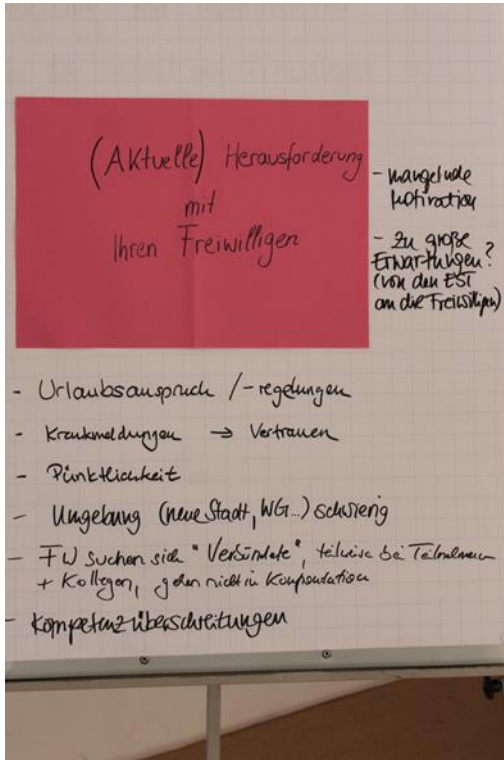 (Aktuelle) Herausforderung
mit
Ihren Freiwilligen
- mangelnde
Motivation
- Zu große
Erwartungen?
(von den EST
an die Freiwilligen)
- Urlaubsanspruch /-regelungen
- Krankmeldungen → Vertrauen
- Pünktlichkeit
- Umgebung (neue Stadt, WG...) schwierig
- FW suchen sich "Verbündete", teilweise bei Teilnehmern
+ Kollegen, gehen nicht in
- Kompetenzüberschreitungen